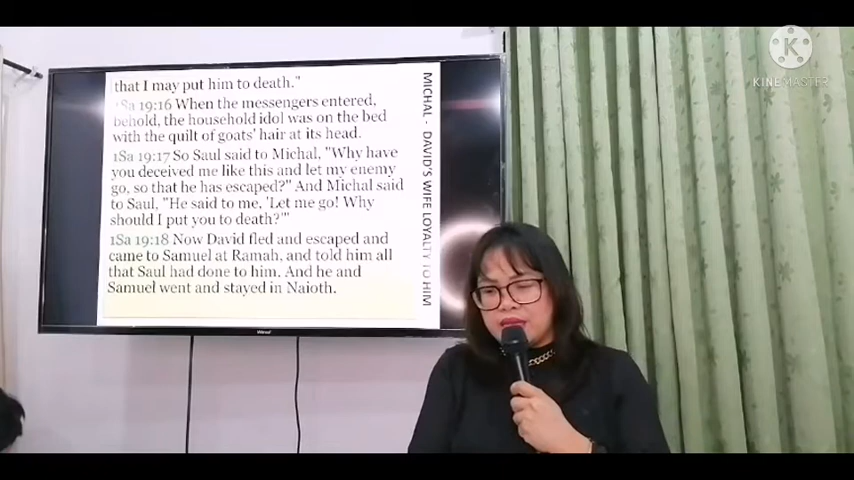 that I may put him to death."
1Sa 19:16 When the messengers entered,
behold, the household idol was on the bed
with the quilt of goats' hair at its head.
1Sa 19:17 So Saul said to Michal, "Why have
you deceived me like this and let my enemy
go, so that he has escaped?" And Michal said
to Saul, "He said to me, 'Let me go! Why
should I put you to death?'"
1Sa 19:18 Now David fled and escaped and
came to Samuel at Ramah, and told him all
that Saul had done to him. And he and
Samuel went and stayed in Naioth.
MICHAL - DAVID'S WIFE LOYALTY TO HIM
K
KINEMASTER